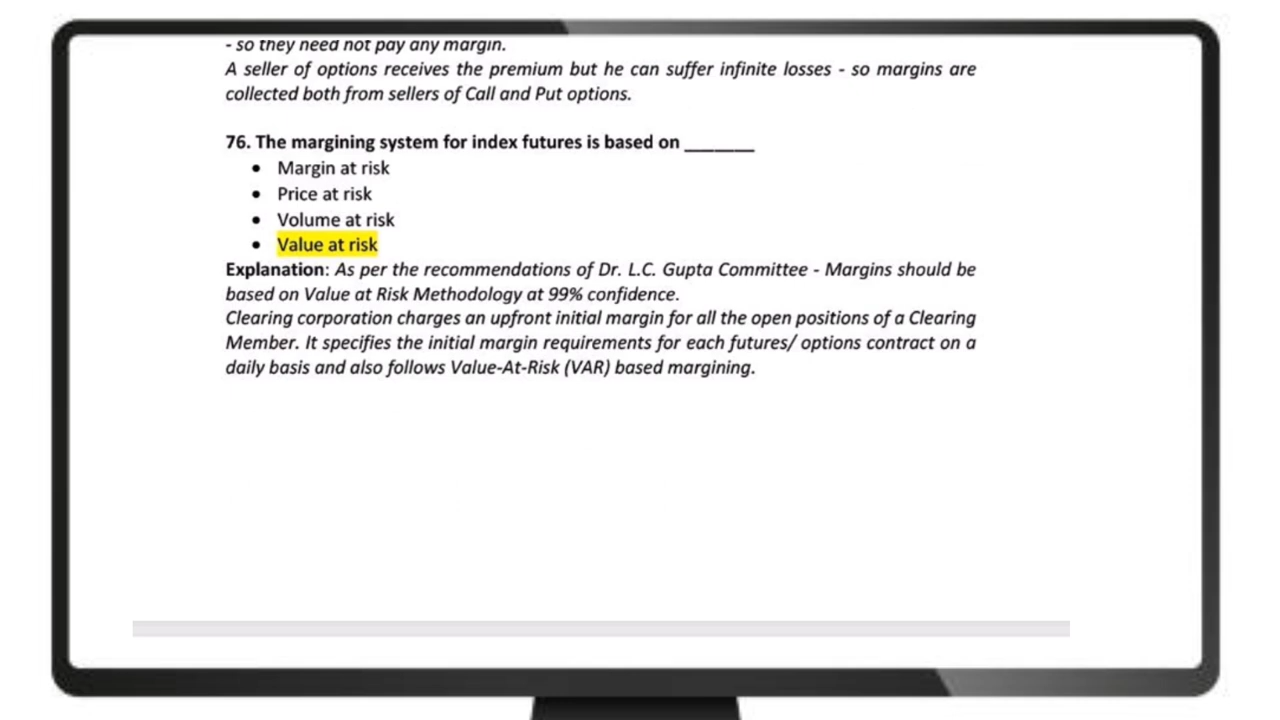 - so they need not pay any margin.
A seller of options receives the premium but he can suffer infinite losses - so margins are
collected both from sellers of Call and Put options.
76. The margining system for index futures is based on _______
• Margin at risk
• Price at risk
• Volume at risk
• Value at risk
Explanation: As per the recommendations of Dr. L.C. Gupta Committee - Margins should be
based on Value at Risk Methodology at 99% confidence.
Clearing corporation charges an upfront initial margin for all the open positions of a Clearing
Member. It specifies the initial margin requirements for each futures/ options contract on a
daily basis and also follows Value-At-Risk (VAR) based margining.